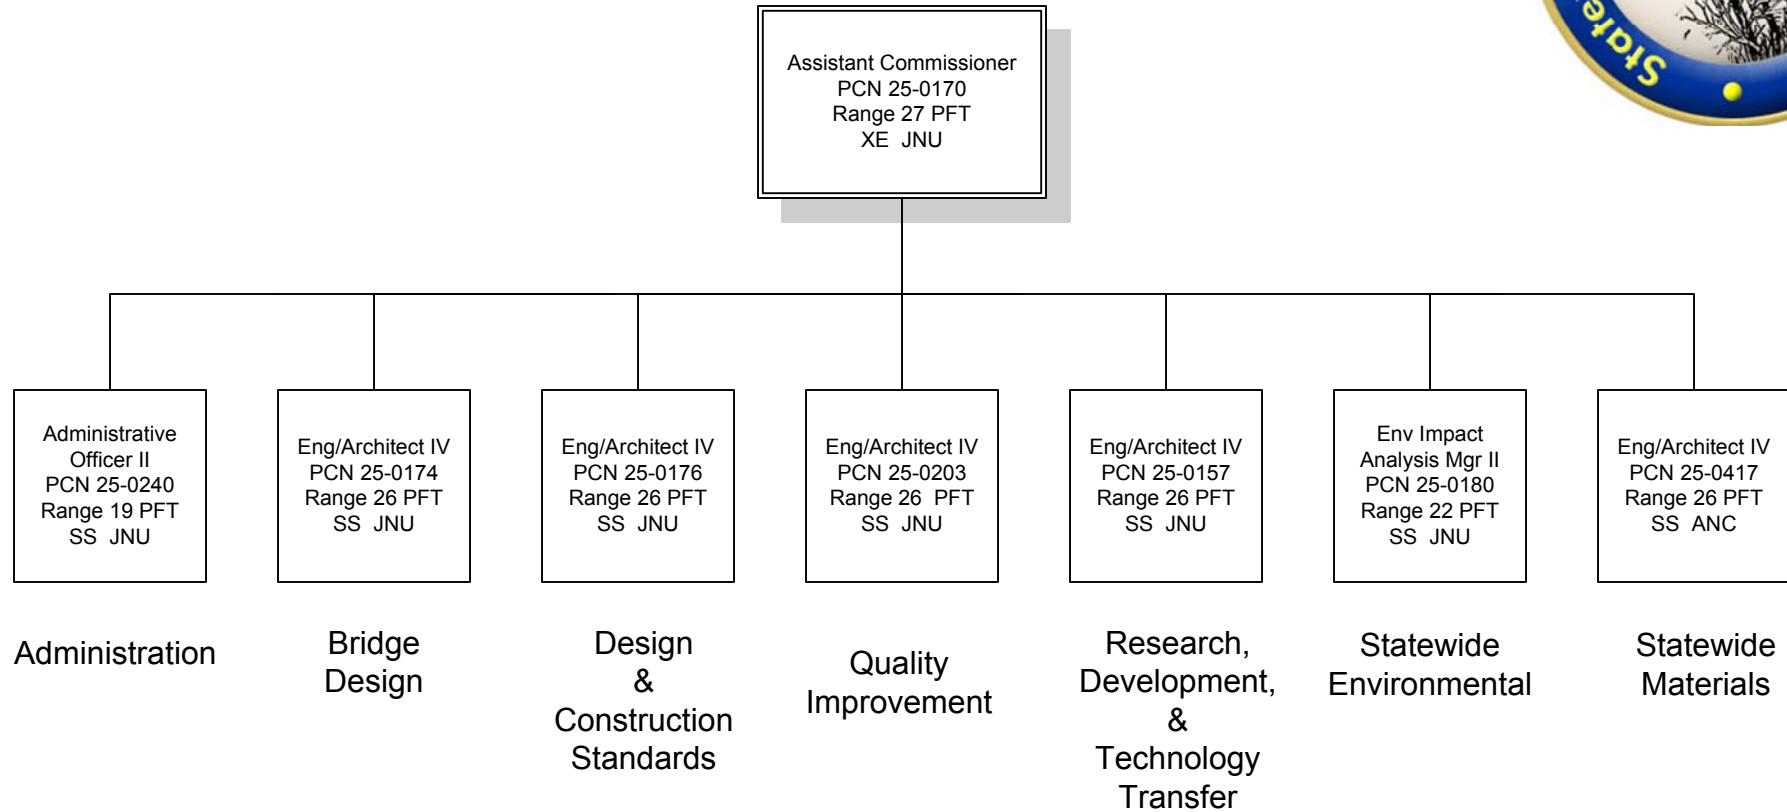 State
Assistant Commissioner
PCN 25-0170
Range 27 PFT
XE JNU
Administrative
Officer II
PCN 25-0240
Range 19 PFT
SS JNU
Eng/Architect IV
PCN 25-0174
Range 26 PFT
SS JNU
Eng/Architect IV
PCN 25-0176
Range 26 PFT
SS JNU
Eng/Architect IV
PCN 25-0203
Range 26 PFT
SS JNU
Eng/Architect IV
PCN 25-0157
Range 26 PFT
SS JNU
Env Impact
Analysis Mgr II
PCN 25-0180
Range 22 PFT
SS JNU
Eng/Architect IV
PCN 25-0417
Range 26 PFT
SS ANC
Administration
Bridge
Design
Design
&
Construction
Standards
Quality
Improvement
Research,
Development,
&
Technology
Transfer
Statewide
Environmental
Statewide
Materials